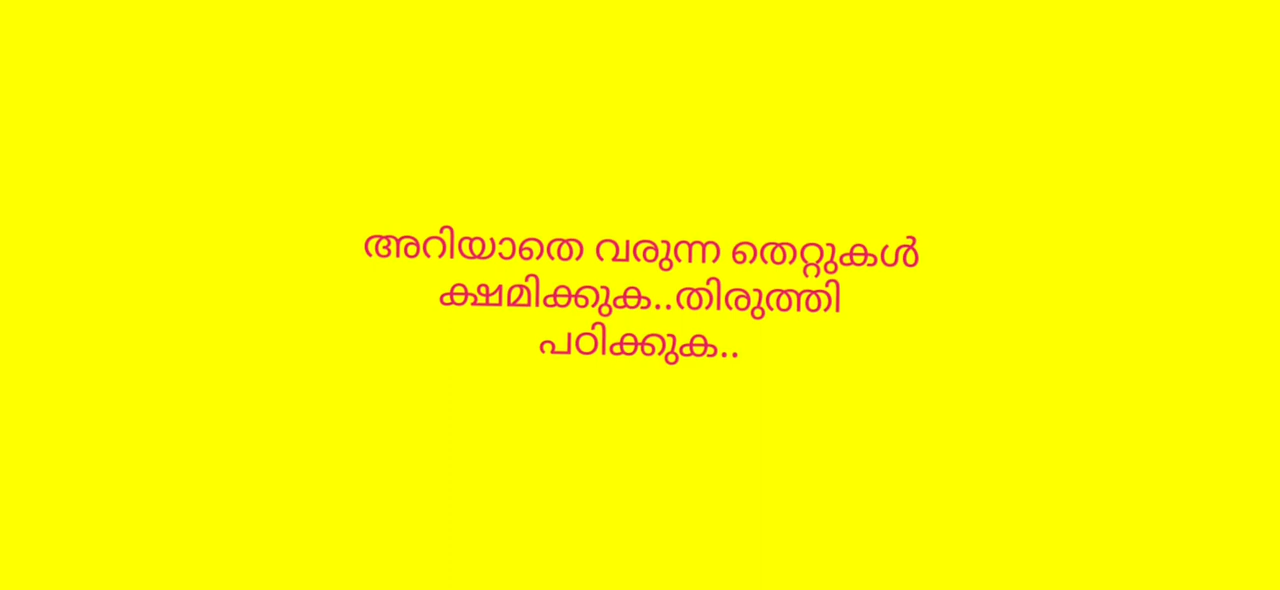 അറിയാതെ വരുന്ന തെറ്റുകൾ
ക്ഷമിക്കുക..തിരുത്തി
പഠിക്കുക..